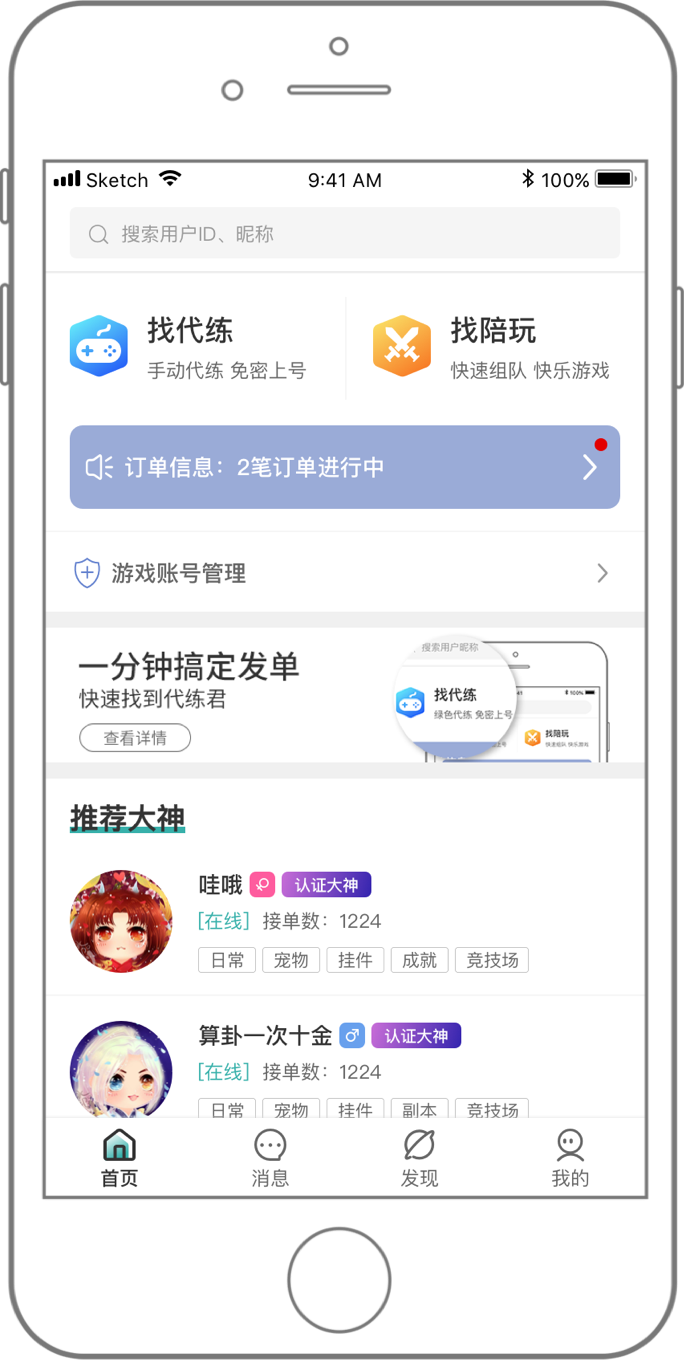 Sketch 9:41 AM 100%
搜索用户ID、昵称
找代练 找陪玩
手动代练 免密上号 快速组队 快乐游戏
订单信息：2笔订单进行中
游戏账号管理
一分钟搞定发单
快速找到代练君
查看详情
搜索用户昵称
41 100%
找代练
绿色代练 免密上号
找陪玩
快速组队 快乐游戏
上号
推荐大神
哇哦 认证大神
[在线] 接单数：1224
日常 宠物 挂件 成就 竞技场
算卦一次十金 认证大神
[在线] 接单数：1224
日常 宠物 挂件 副本 竞技场
首页 消息 发现 我的